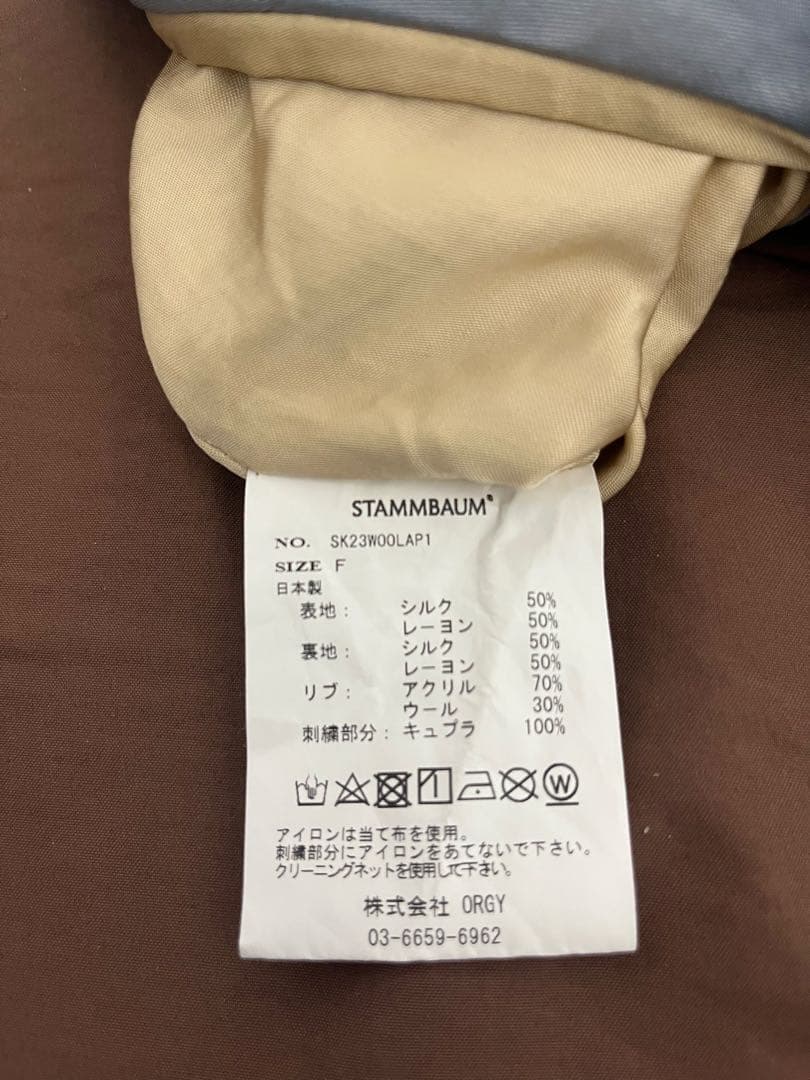 STAMMBAUM®
NO. SK23WOOLAP1
SIZE F
日本製
表地: シルク 50%
レーヨン 50%
裏地: シルク 50%
レーヨン 50%
リブ: アクリル 70%
ウール 30%
刺繍部分: キュプラ 100%
W
アイロンは当て布を使用。
刺繍部分にアイロンをあてないで下さい。
クリーニングネットを使用して下さい。
株式会社 ORGY
03-6659-6962